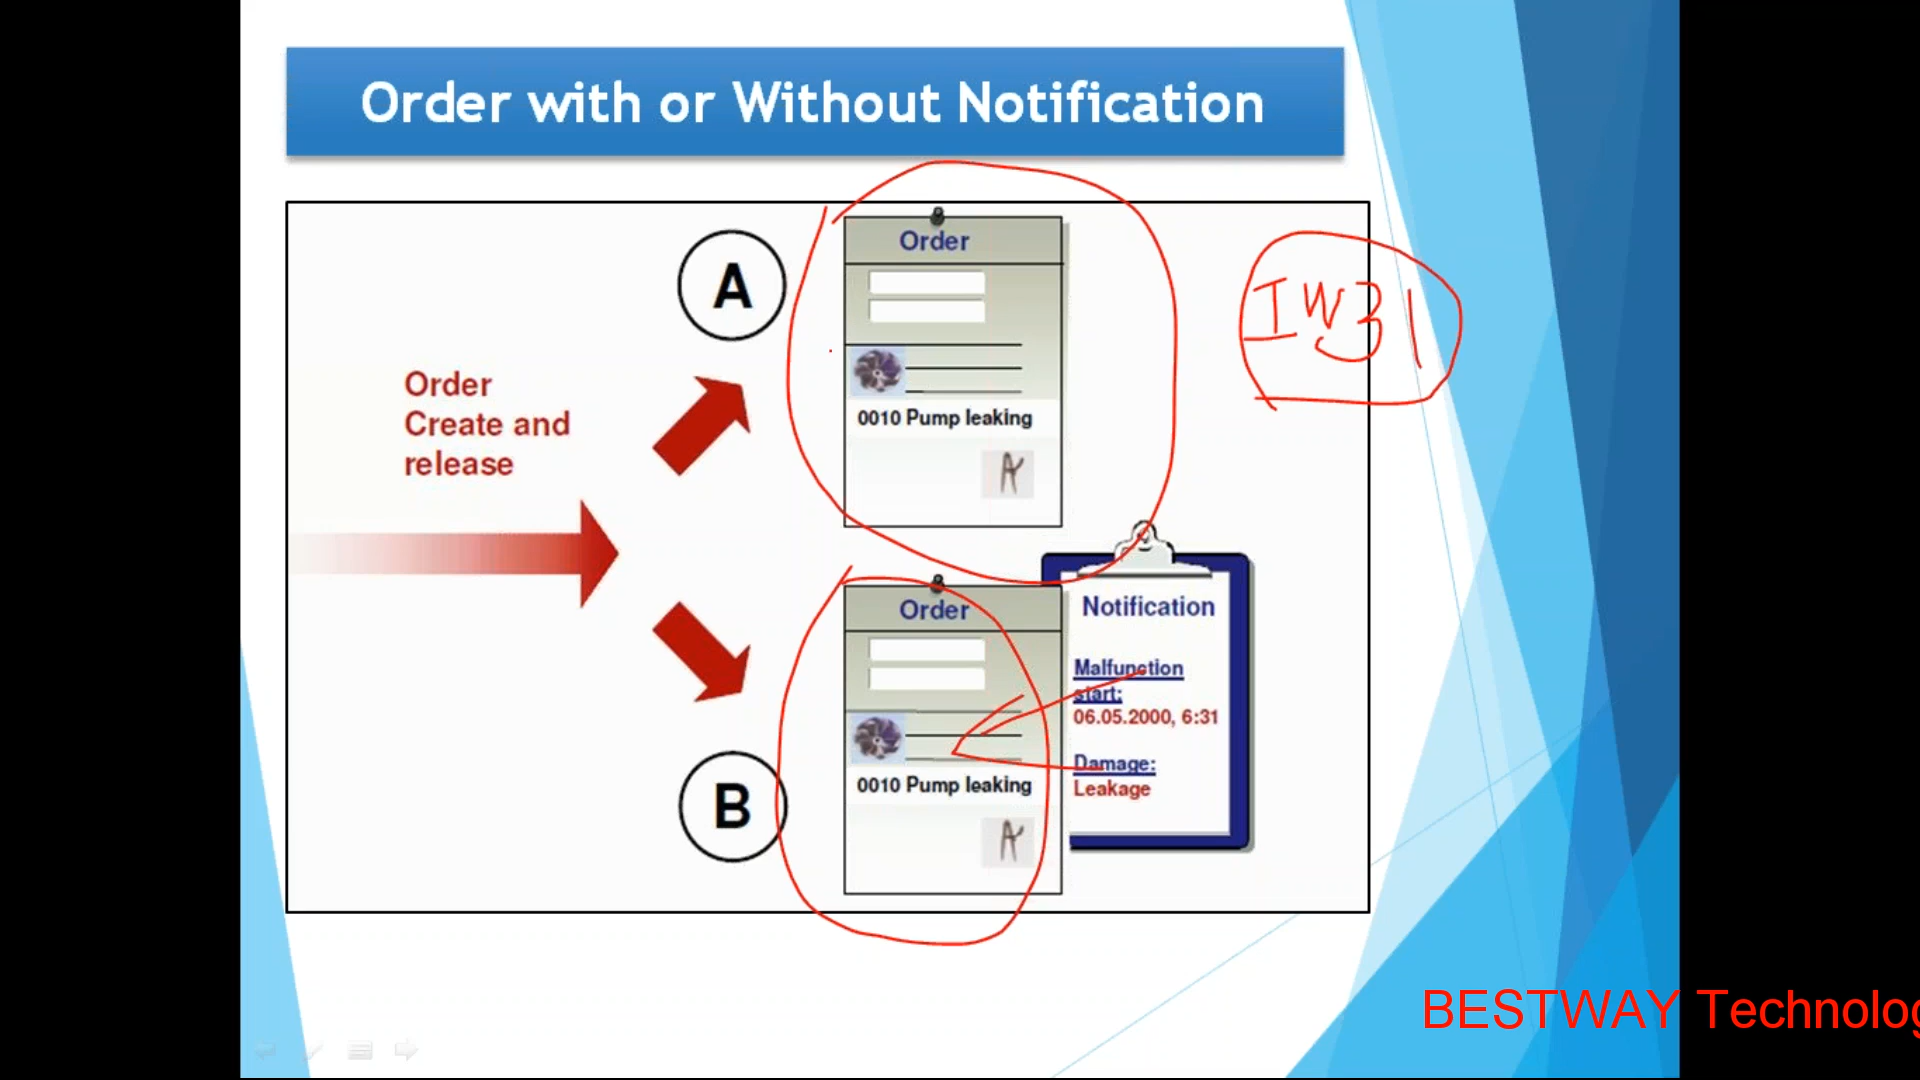 Order with or Without Notification
A
Order
IW31
Order
Create and
release
0010 Pump leaking
Order
Notification
Malfunction
start:
06.05.2000, 6:31
Damage:
Leakage
0010 Pump leaking
B
BESTWAY Technolog